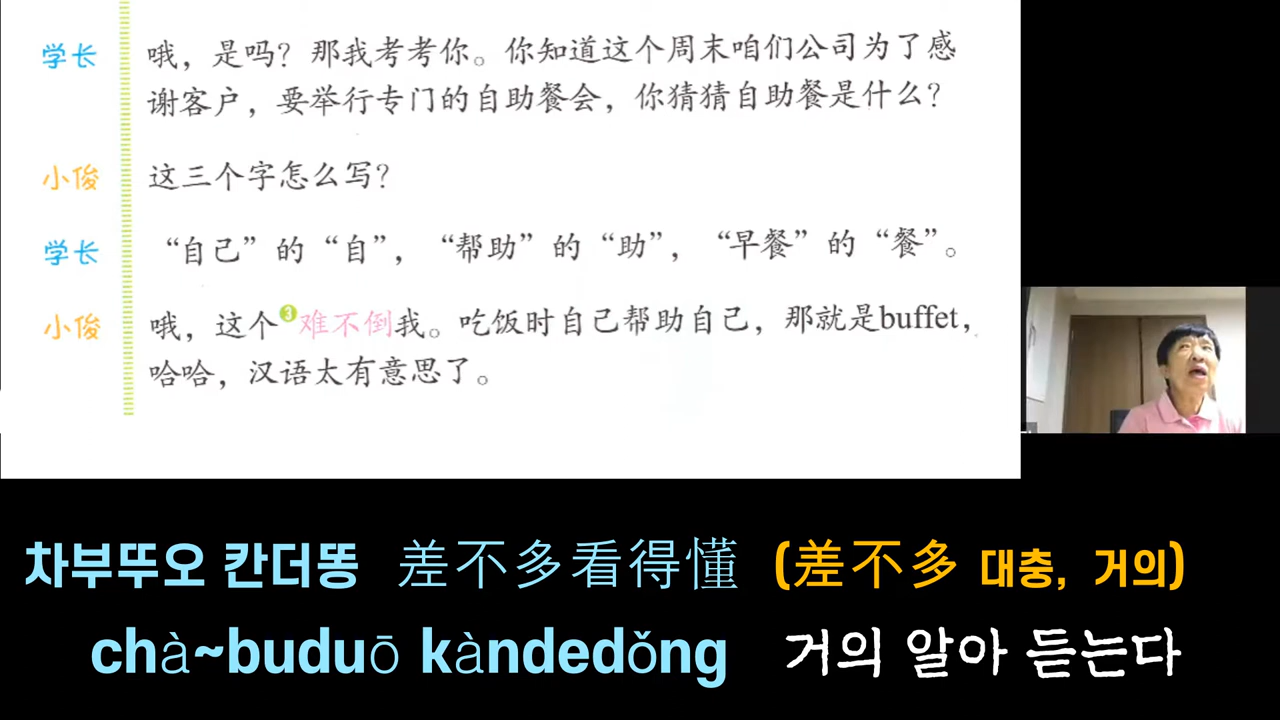 学长 哦，是吗？那我考考你。你知道这个周末咱们公司为了感
谢客户，要举行专门的自助餐会，你猜猜自助餐是什么？
小俊 这三个字怎么写？
学长 “自己”的“自”，“帮助”的“助”，“早餐”的“餐”。
小俊 哦，这个❸难不倒我。吃饭时自己帮助自己，那就是buffet，
哈哈，汉语太有意思了。
차부뚜오 칸더똥 差不多看得懂 (差不多 대충, 거의)
chà~buduō kàndedǒng 거의 알아 듣는다